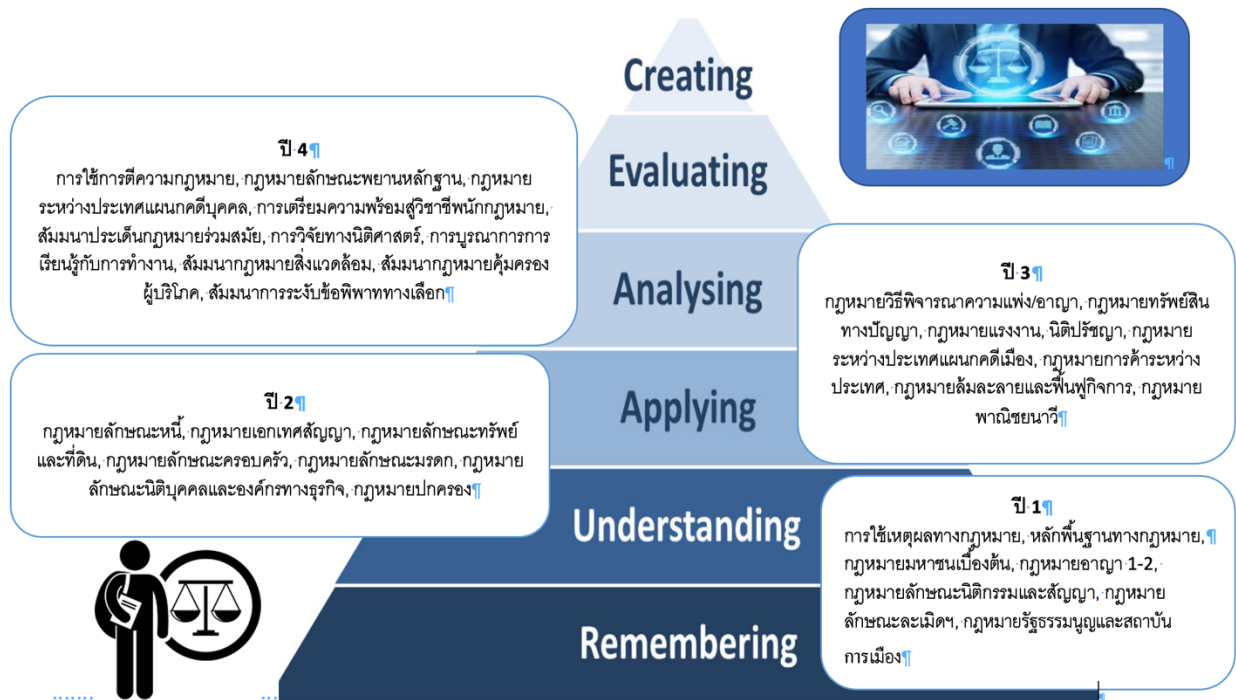 Creating
Evaluating
Analysing
Applying
Understanding
Remembering
ปี 4¶
การใช้การตีความกฎหมาย, กฎหมายลักษณะพยานหลักฐาน, กฎหมาย
ระหว่างประเทศแผนกคดีบุคคล, การเตรียมความพร้อมสู่วิชาชีพนักกฎหมาย,
สัมมนาประเด็นกฎหมายร่วมสมัย, การวิจัยทางนิติศาสตร์, การบูรณาการการ
เรียนรู้กับการทำงาน, สัมมนากฎหมายสิ่งแวดล้อม, สัมมนากฎหมายคุ้มครอง
ผู้บริโภค, สัมมนาการระงับข้อพิพาททางเลือก¶
ปี 3¶
กฎหมายวิธีพิจารณาความแพ่ง/อาญา, กฎหมายทรัพย์สิน
ทางปัญญา, กฎหมายแรงงาน, นิติปรัชญา, กฎหมาย
ระหว่างประเทศแผนกคดีเมือง, กฎหมายการค้าระหว่าง
ประเทศ, กฎหมายล้มละลายและฟื้นฟูกิจการ, กฎหมาย
พาณิชยนาวี¶
ปี 2¶
กฎหมายลักษณะหนี้, กฎหมายเอกเทศสัญญา, กฎหมายลักษณะทรัพย์
และที่ดิน, กฎหมายลักษณะครอบครัว, กฎหมายลักษณะมรดก, กฎหมาย
ลักษณะนิติบุคคลและองค์กรทางธุรกิจ, กฎหมายปกครอง¶
ปี 1¶
การใช้เหตุผลทางกฎหมาย, หลักพื้นฐานทางกฎหมาย,¶
กฎหมายมหาชนเบื้องต้น, กฎหมายอาญา 1-2,
กฎหมายลักษณะนิติกรรมและสัญญา, กฎหมาย
ลักษณะละเมิดฯ, กฎหมายรัฐธรรมนูญและสถาบัน
การเมือง¶